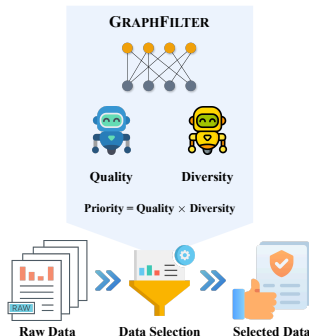 GRAPHFILTER
Quality
Diversity
Priority = Quality × Diversity
RAW
Raw Data
Data Selection
Selected Data